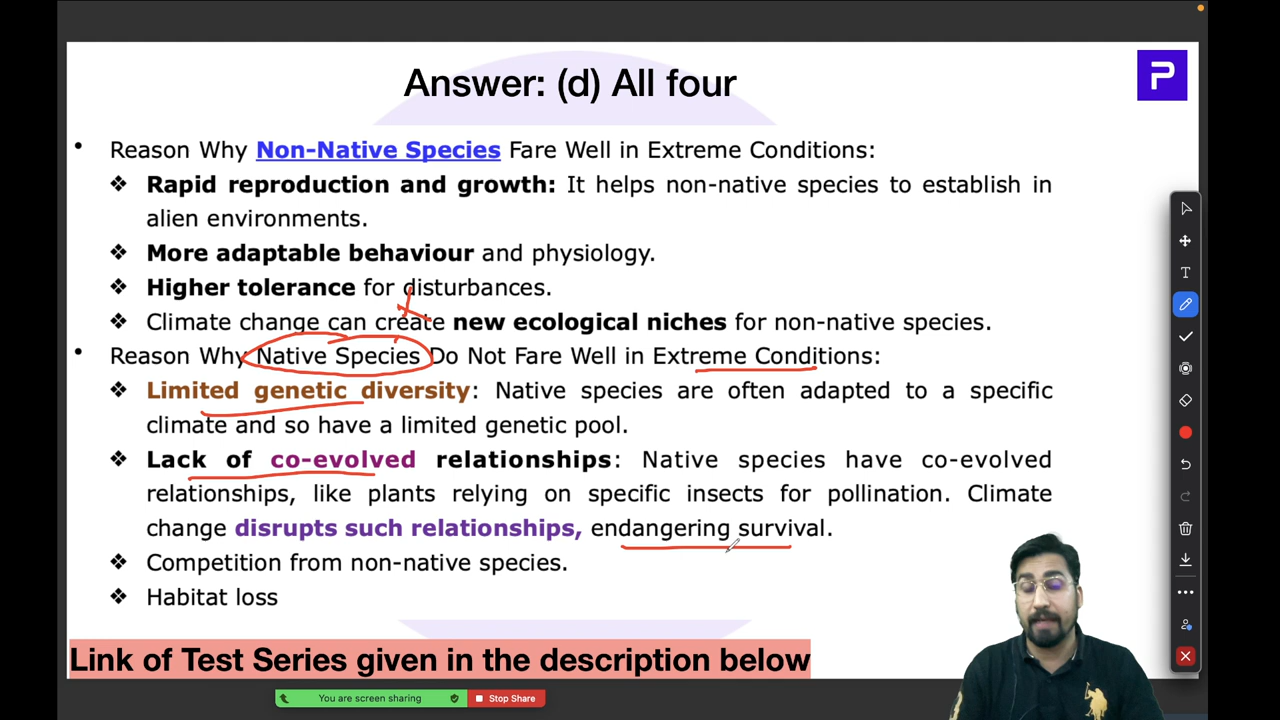 Answer: (d) All four
P
• Reason Why Non-Native Species Fare Well in Extreme Conditions:
❖ Rapid reproduction and growth: It helps non-native species to establish in
alien environments.
❖ More adaptable behaviour and physiology.
❖ Higher tolerance for disturbances.
❖ Climate change can create new ecological niches for non-native species.
• Reason Why Native Species Do Not Fare Well in Extreme Conditions:
❖ Limited genetic diversity: Native species are often adapted to a specific
climate and so have a limited genetic pool.
❖ Lack of co-evolved relationships: Native species have co-evolved
relationships, like plants relying on specific insects for pollination. Climate
change disrupts such relationships, endangering survival.
❖ Competition from non-native species.
❖ Habitat loss
Link of Test Series given in the description below
You are screen sharing
Stop Share
T